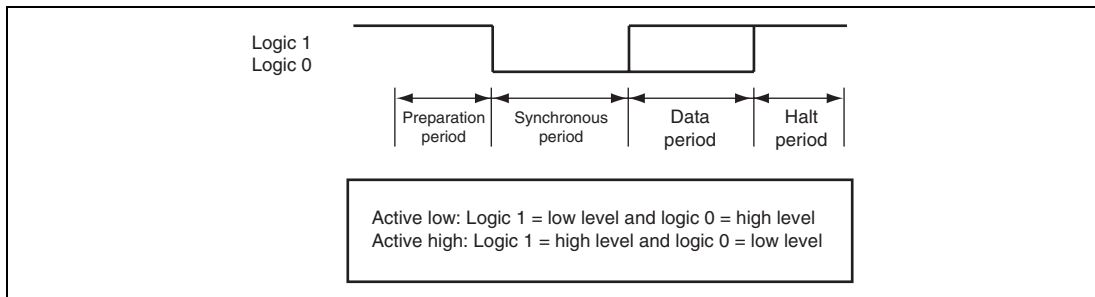 Logic 1
Logic 0
Preparation
period
Synchronous
period
Data
period
Halt
period
Active low: Logic 1 = low level and logic 0 = high level
Active high: Logic 1 = high level and logic 0 = low level